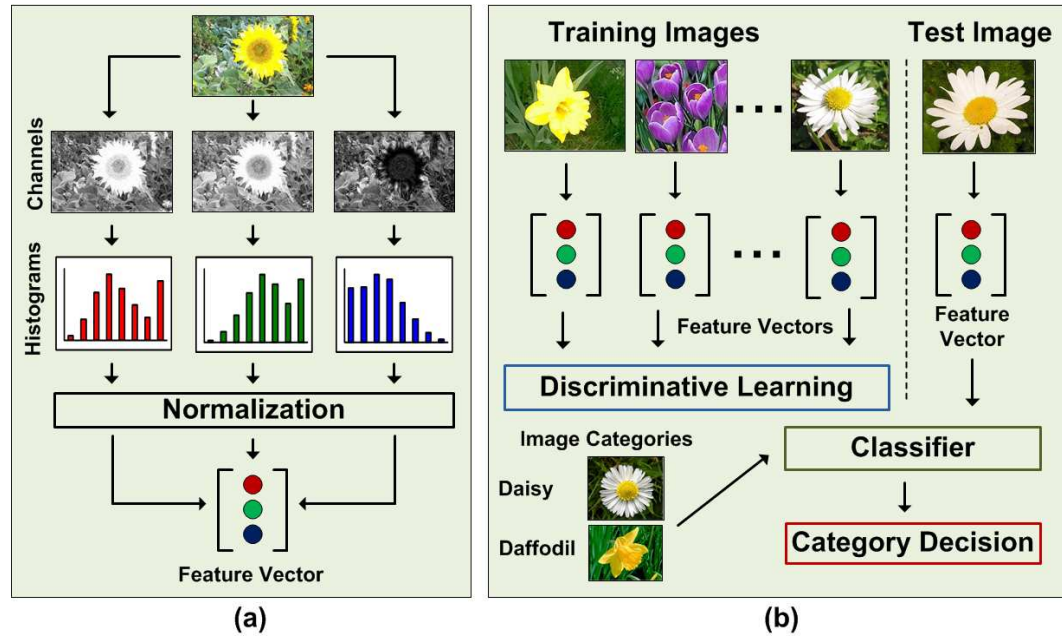 Channels
Histograms
Normalization
Feature Vector
(a)
Training Images
Test Image
Feature Vectors
Feature
Vector
Discriminative Learning
Image Categories
Daisy
Daffodil
Classifier
Category Decision
(b)